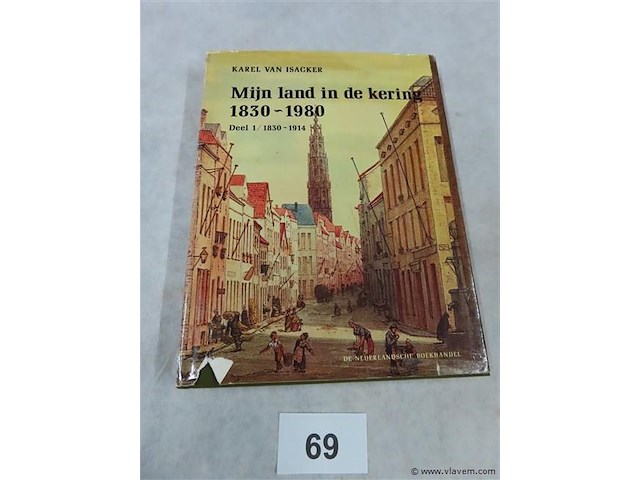 KAREL VAN ISACKER
Mijn land in de kering
1830-1980
Deel 1/1830-1914
DE NEDERLANDSCHE BOEKHANDEL
69
© www.vlavem.com